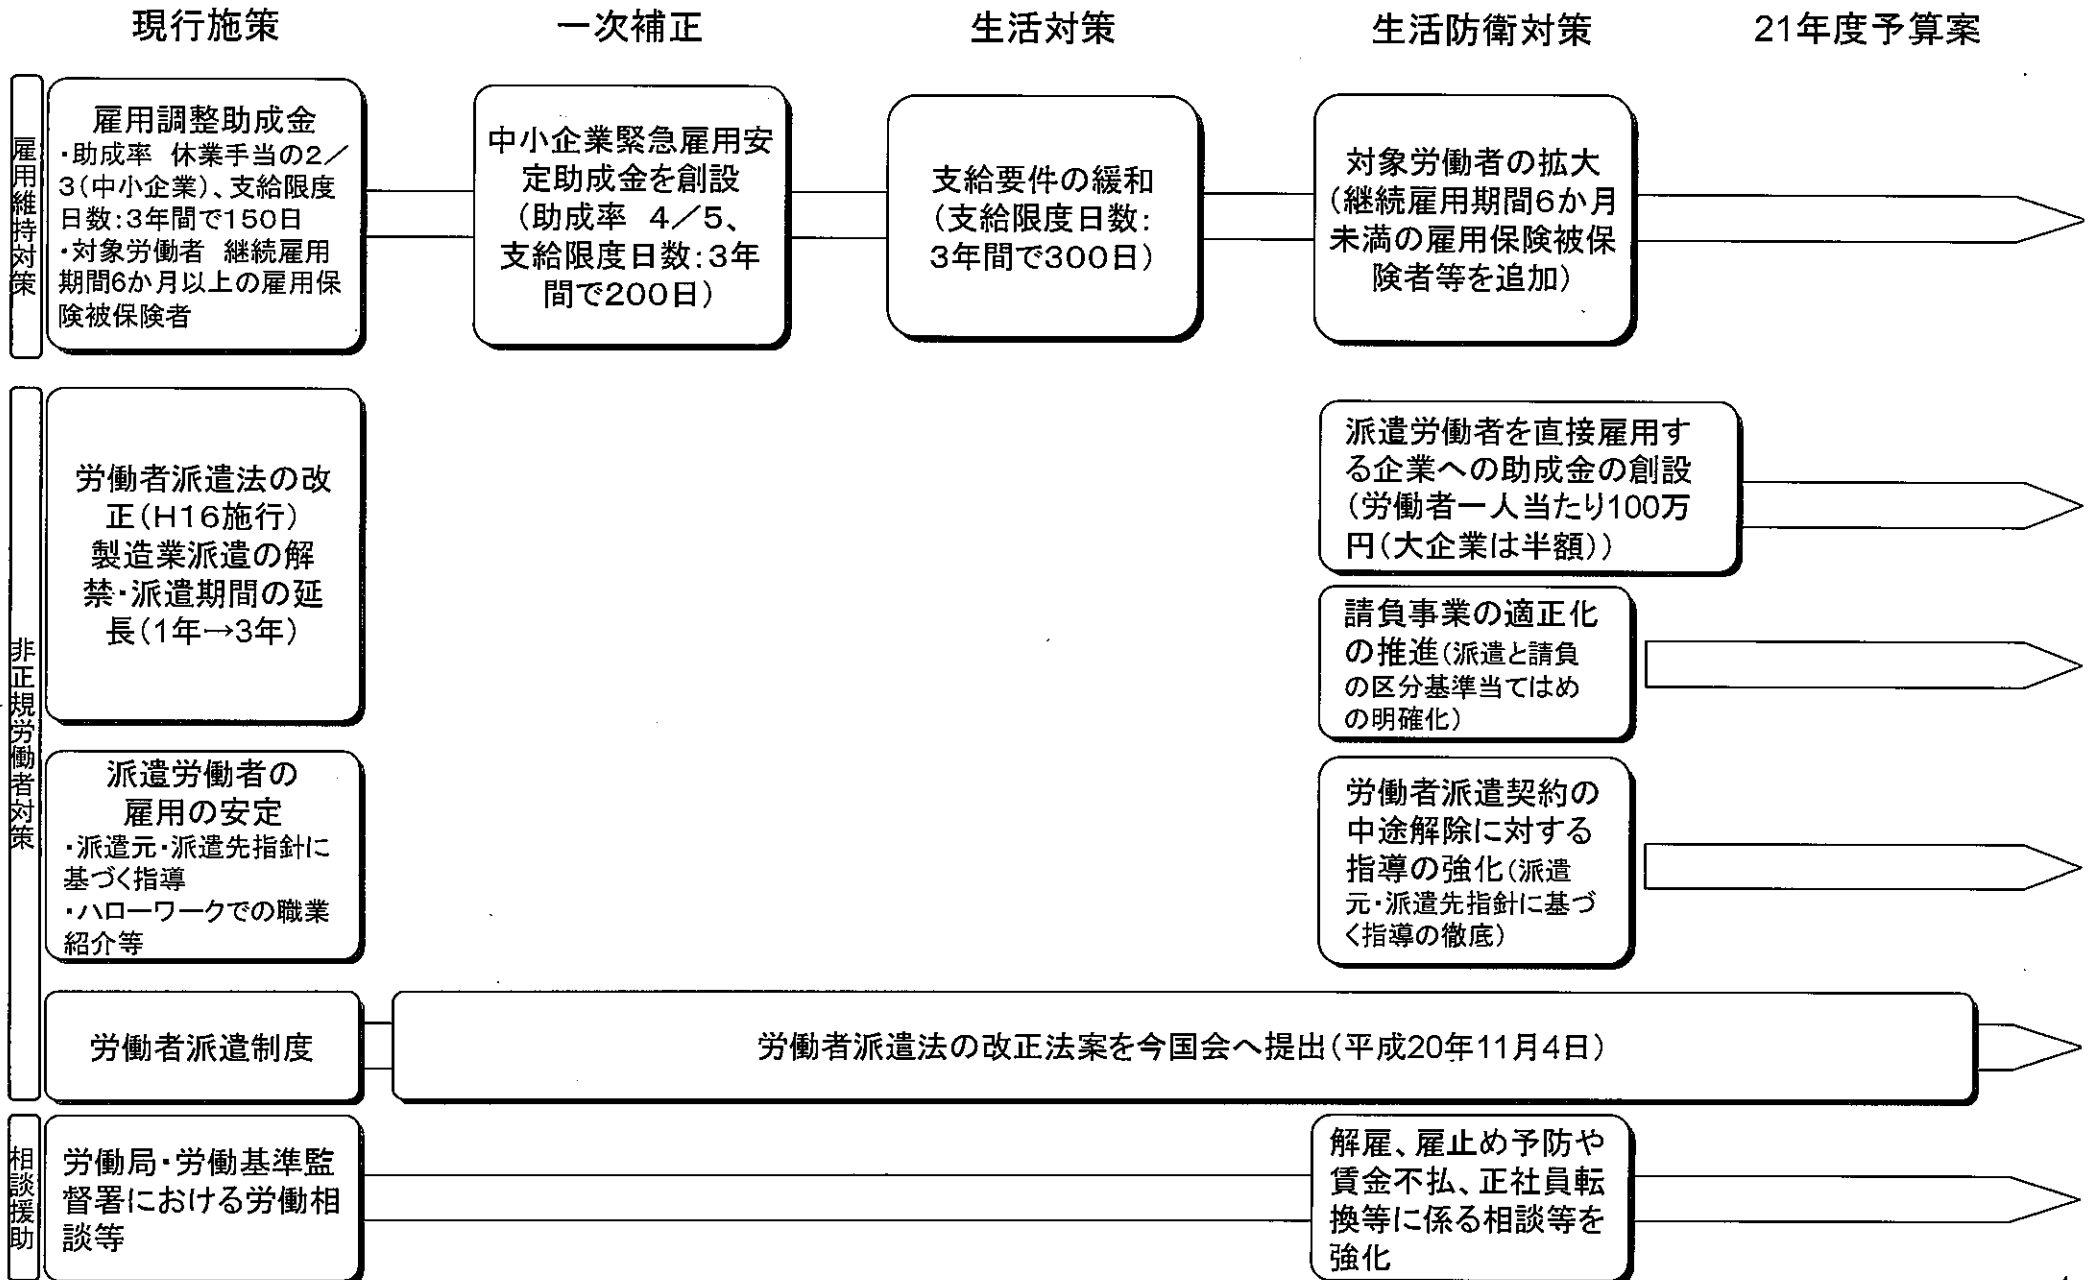 現行施策
一次補正
生活対策
生活防衛対策
21年度予算案
雇用維持対策
雇用調整助成金
・助成率 休業手当の2／
3(中小企業)、支給限度
日数：3年間で150日
・対象労働者 継続雇用
期間6か月以上の雇用保
険被保険者
中小企業緊急雇用安
定助成金を創設
(助成率 4／5、
支給限度日数：3年
間で200日)
支給要件の緩和
(支給限度日数：
3年間で300日)
対象労働者の拡大
(継続雇用期間6か月
未満の雇用保険被保
険者等を追加)
非正規労働者対策
労働者派遣法の改
正(H16施行)
製造業派遣の解
禁・派遣期間の延
長(1年→3年)
派遣労働者を直接雇用す
る企業への助成金の創設
(労働者一人当たり100万
円(大企業は半額))
請負事業の適正化
の推進(派遣と請負
の区分基準当てはめ
の明確化)
派遣労働者の
雇用の安定
・派遣元・派遣先指針に
基づく指導
・ハローワークでの職業
紹介等
労働者派遣契約の
中途解除に対する
指導の強化(派遣
元・派遣先指針に基づ
く指導の徹底)
労働者派遣制度
労働者派遣法の改正法案を今国会へ提出(平成20年11月4日)
相談援助
労働局・労働基準監
督署における労働相
談等
解雇、雇止め予防や
賃金不払、正社員転
換等に係る相談等を
強化